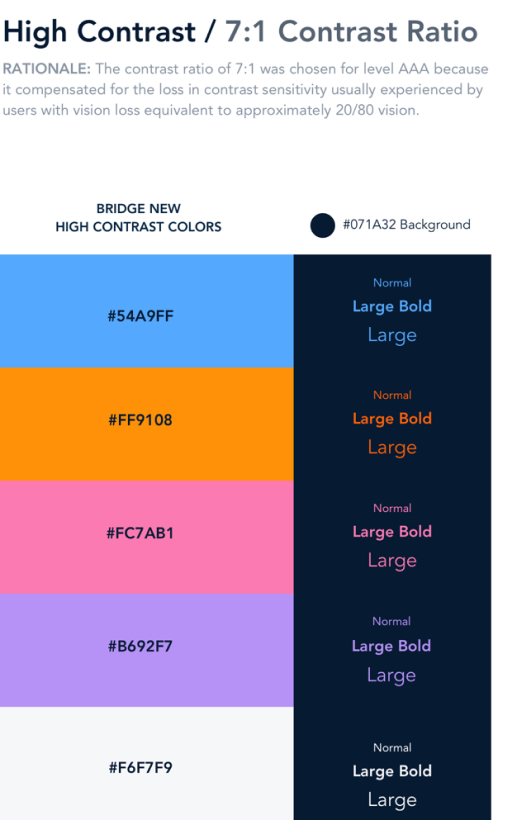 High Contrast / 7:1 Contrast Ratio
RATIONALE: The contrast ratio of 7:1 was chosen for level AAA because
it compensated for the loss in contrast sensitivity usually experienced by
users with vision loss equivalent to approximately 20/80 vision.
BRIDGE NEW
HIGH CONTRAST COLORS
#071A32 Background
#54A9FF
Normal
Large Bold
Large
#FF9108
Normal
Large Bold
Large
#FC7AB1
Normal
Large Bold
Large
#B692F7
Normal
Large Bold
Large
#F6F7F9
Normal
Large Bold
Large